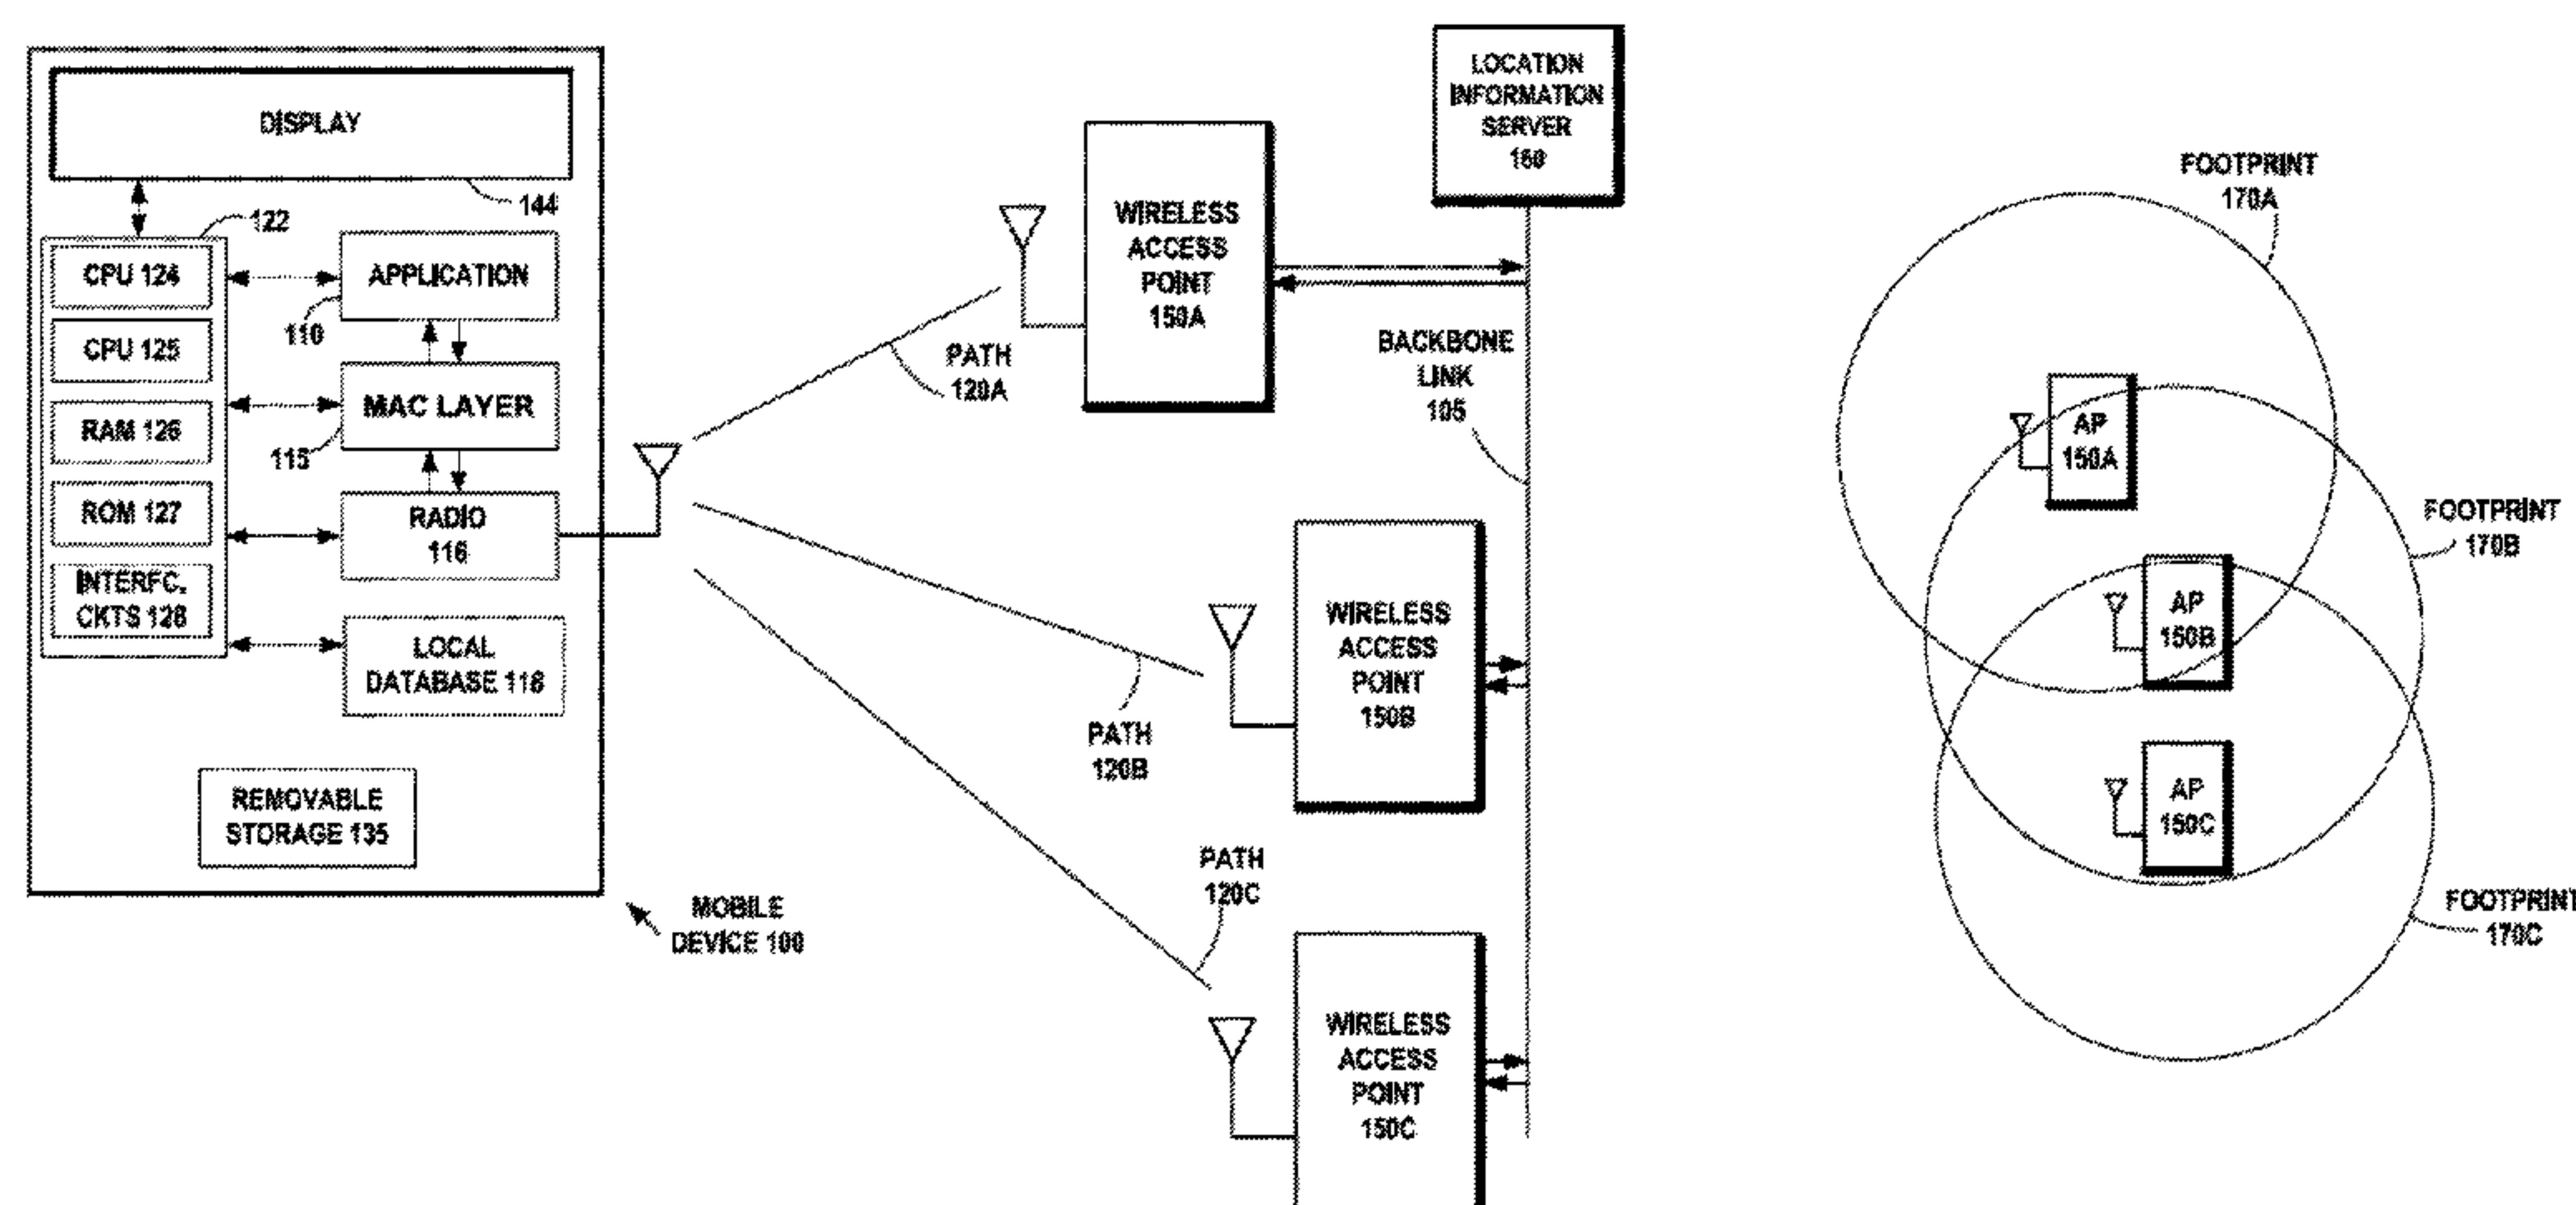 DISPLAY
144
122
CPU 124
CPU 125
RAM 126
ROM 127
INTERFC.
CKTS 128
APPLICATION
110
MAC LAYER
115
RADIO
116
LOCAL
DATABASE 118
REMOVABLE
STORAGE 135
MOBILE
DEVICE 100
PATH
120A
PATH
120B
PATH
120C
WIRELESS
ACCESS
POINT
150A
WIRELESS
ACCESS
POINT
150B
WIRELESS
ACCESS
POINT
150C
LOCATION
INFORMATION
SERVER
160
BACKBONE
LINK
105
FOOTPRINT
170A
AP
150A
FOOTPRINT
170B
AP
150B
AP
150C
FOOTPRINT
170C